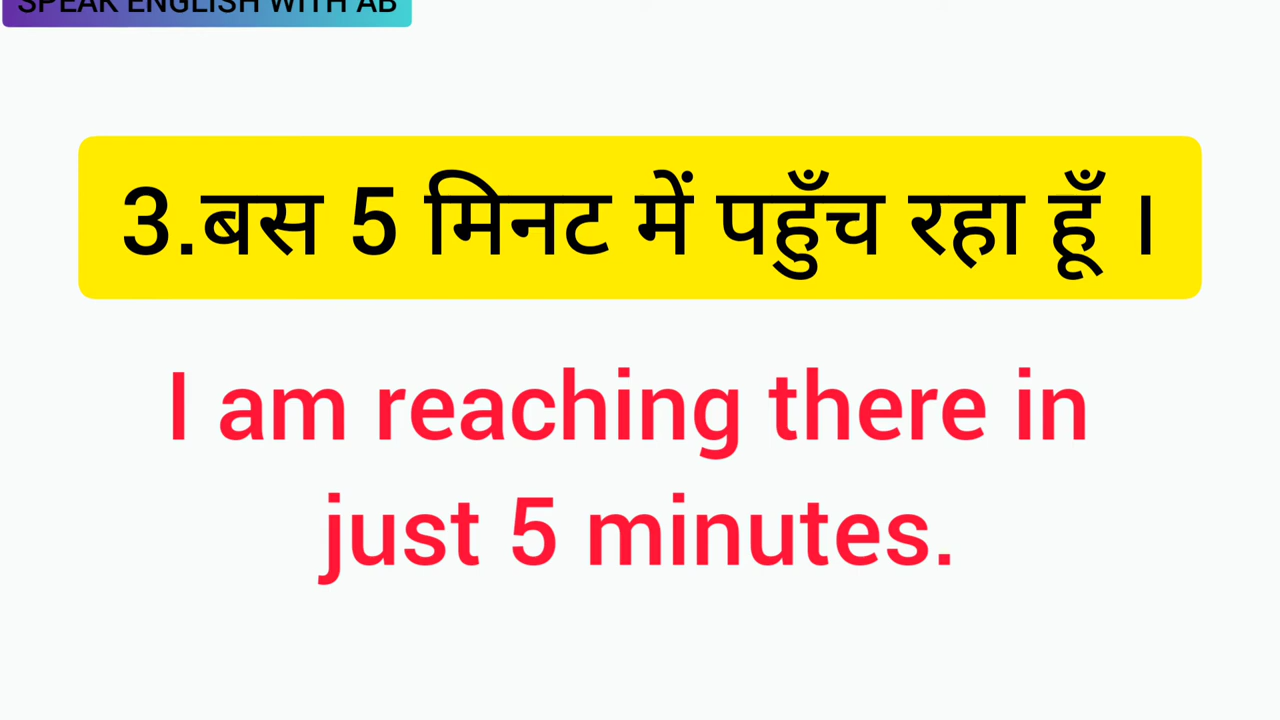 SPEAK ENGLISH WITH AB
3.बस 5 मिनट में पहुँच रहा हूँ ।
I am reaching there in
just 5 minutes.